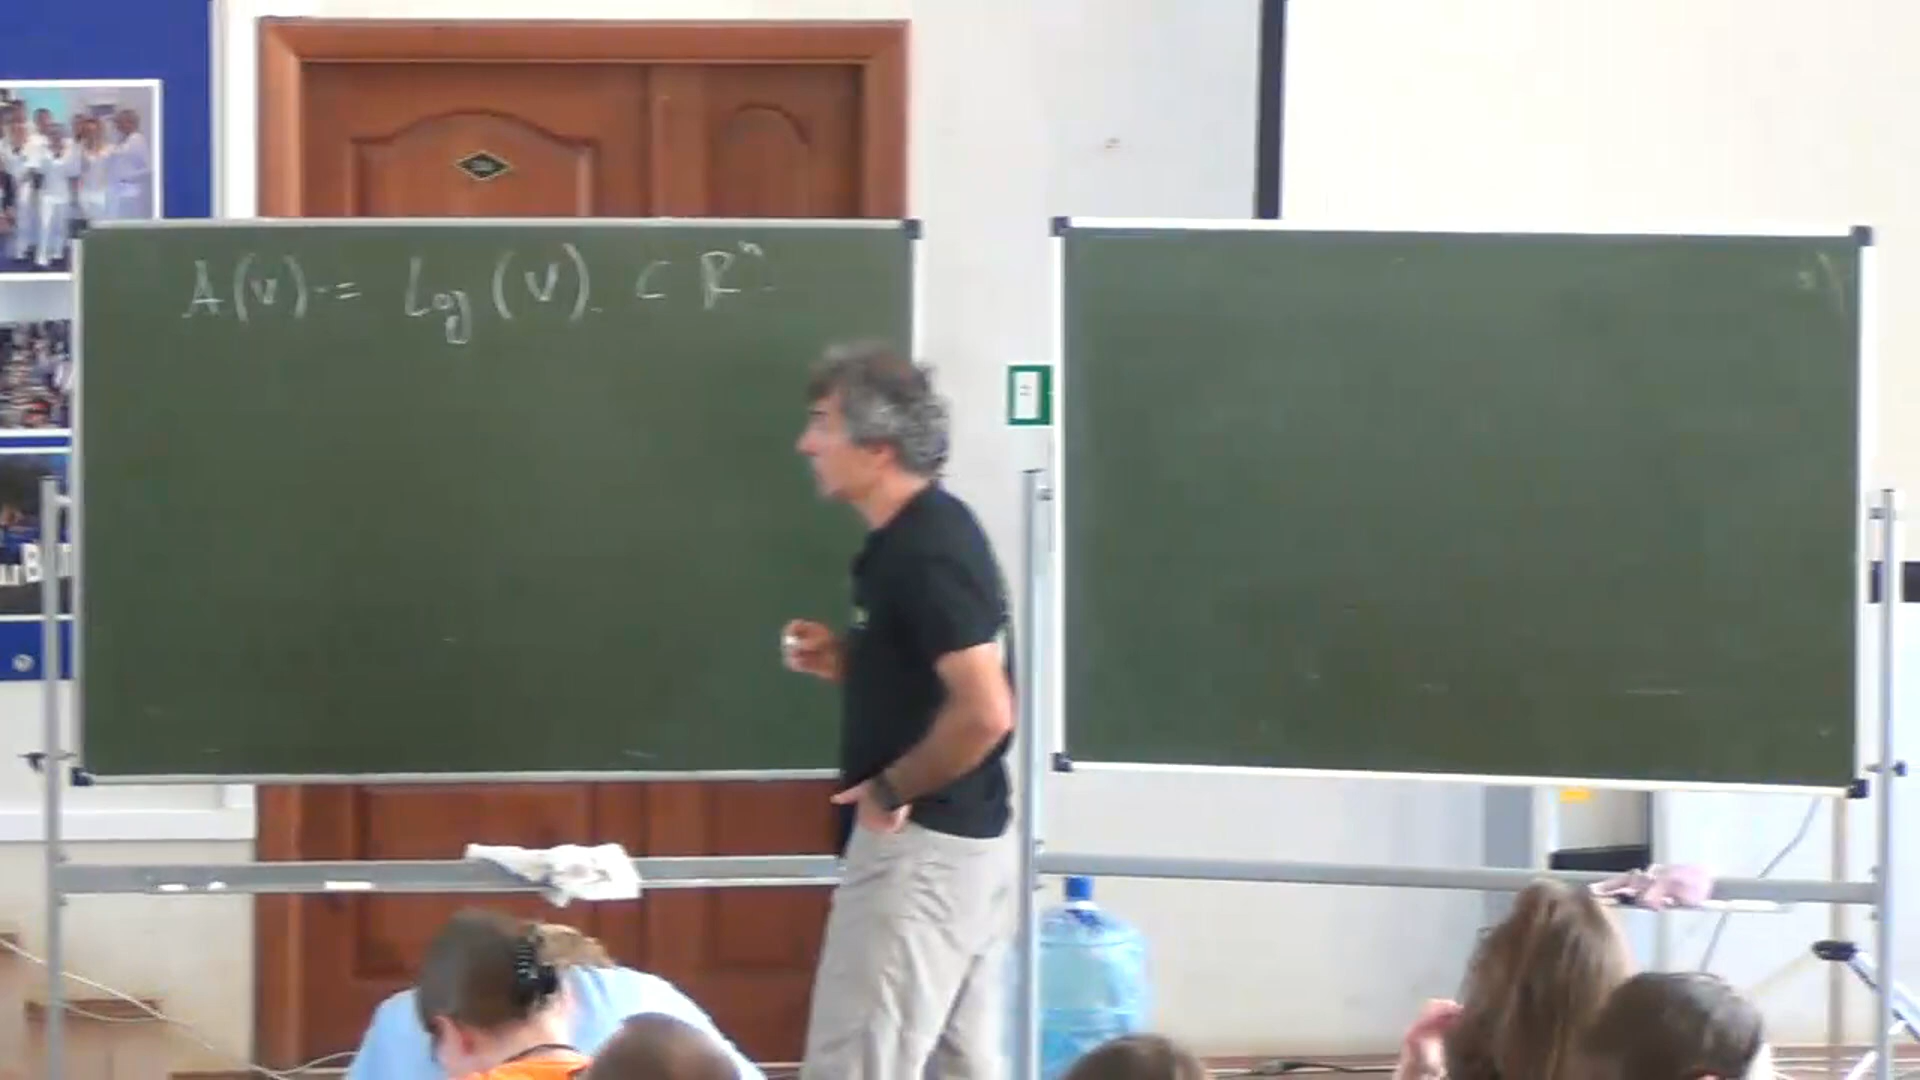 A(V) := Log(V) ⊂ Rⁿ